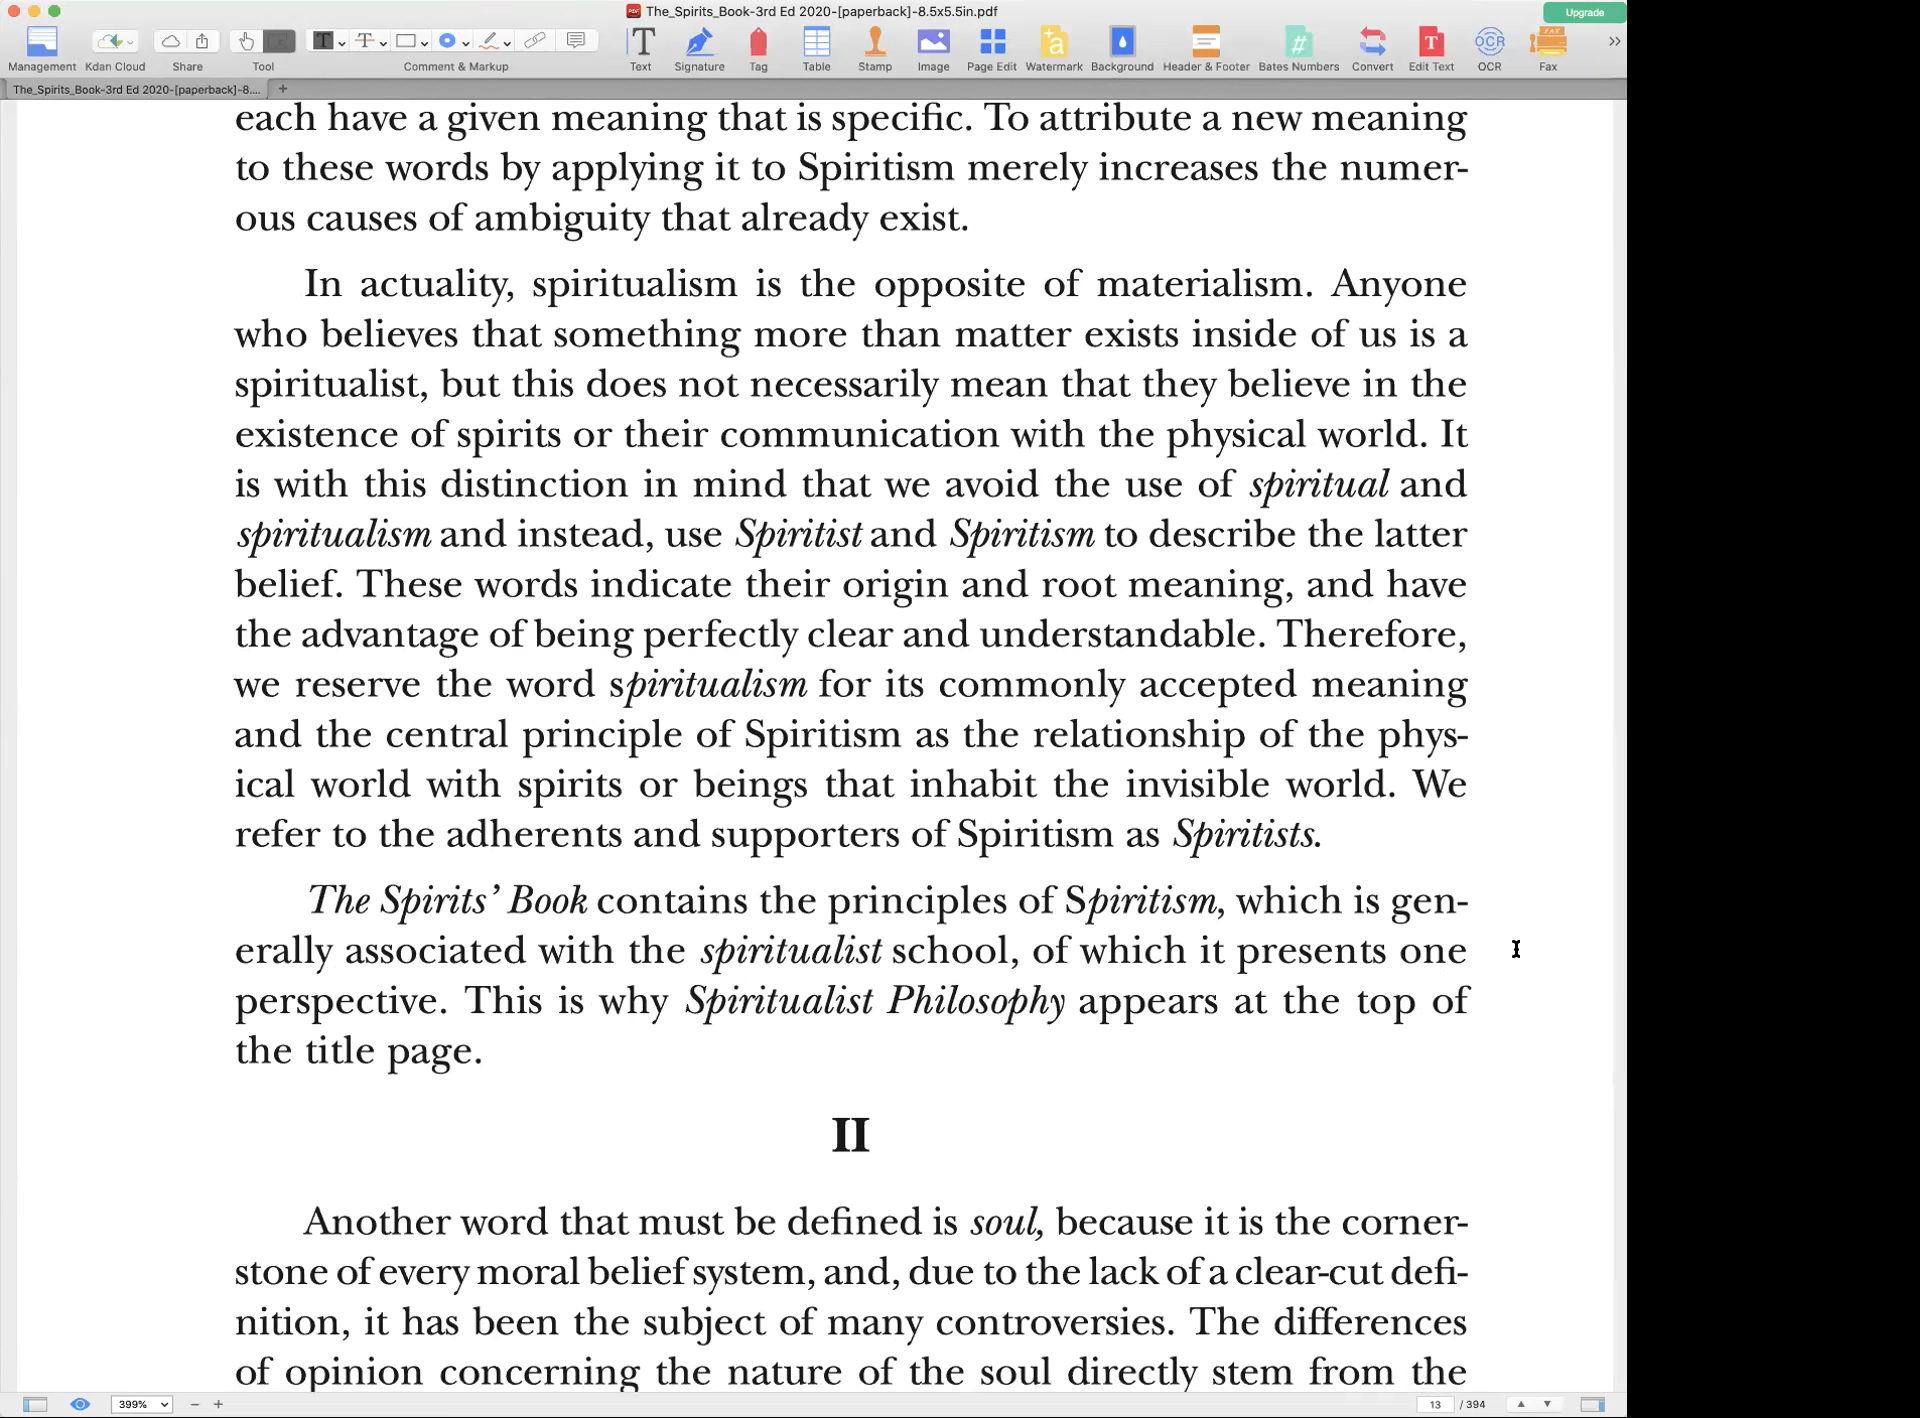 The_Spirits_Book-3rd Ed 2020-[paperback]-8.5x5.5in.pdf
Upgrade
Management Kdan Cloud Share Tool Comment & Markup Text Signature Tag Table Stamp Image Page Edit Watermark Background Header & Footer Bates Numbers Convert Edit Text OCR Fax
The_Spirits_Book-3rd Ed 2020-[paperback]-8....
each have a given meaning that is specific. To attribute a new meaning
to these words by applying it to Spiritism merely increases the numer-
ous causes of ambiguity that already exist.
In actuality, spiritualism is the opposite of materialism. Anyone
who believes that something more than matter exists inside of us is a
spiritualist, but this does not necessarily mean that they believe in the
existence of spirits or their communication with the physical world. It
is with this distinction in mind that we avoid the use of spiritual and
spiritualism and instead, use Spiritist and Spiritism to describe the latter
belief. These words indicate their origin and root meaning, and have
the advantage of being perfectly clear and understandable. Therefore,
we reserve the word spiritualism for its commonly accepted meaning
and the central principle of Spiritism as the relationship of the phys-
ical world with spirits or beings that inhabit the invisible world. We
refer to the adherents and supporters of Spiritism as Spiritists.
The Spirits' Book contains the principles of Spiritism, which is gen-
erally associated with the spiritualist school, of which it presents one
perspective. This is why Spiritualist Philosophy appears at the top of
the title page.
II
Another word that must be defined is soul, because it is the corner-
stone of every moral belief system, and, due to the lack of a clear-cut defi-
nition, it has been the subject of many controversies. The differences
of opinion concerning the nature of the soul directly stem from the
399% 13 / 394